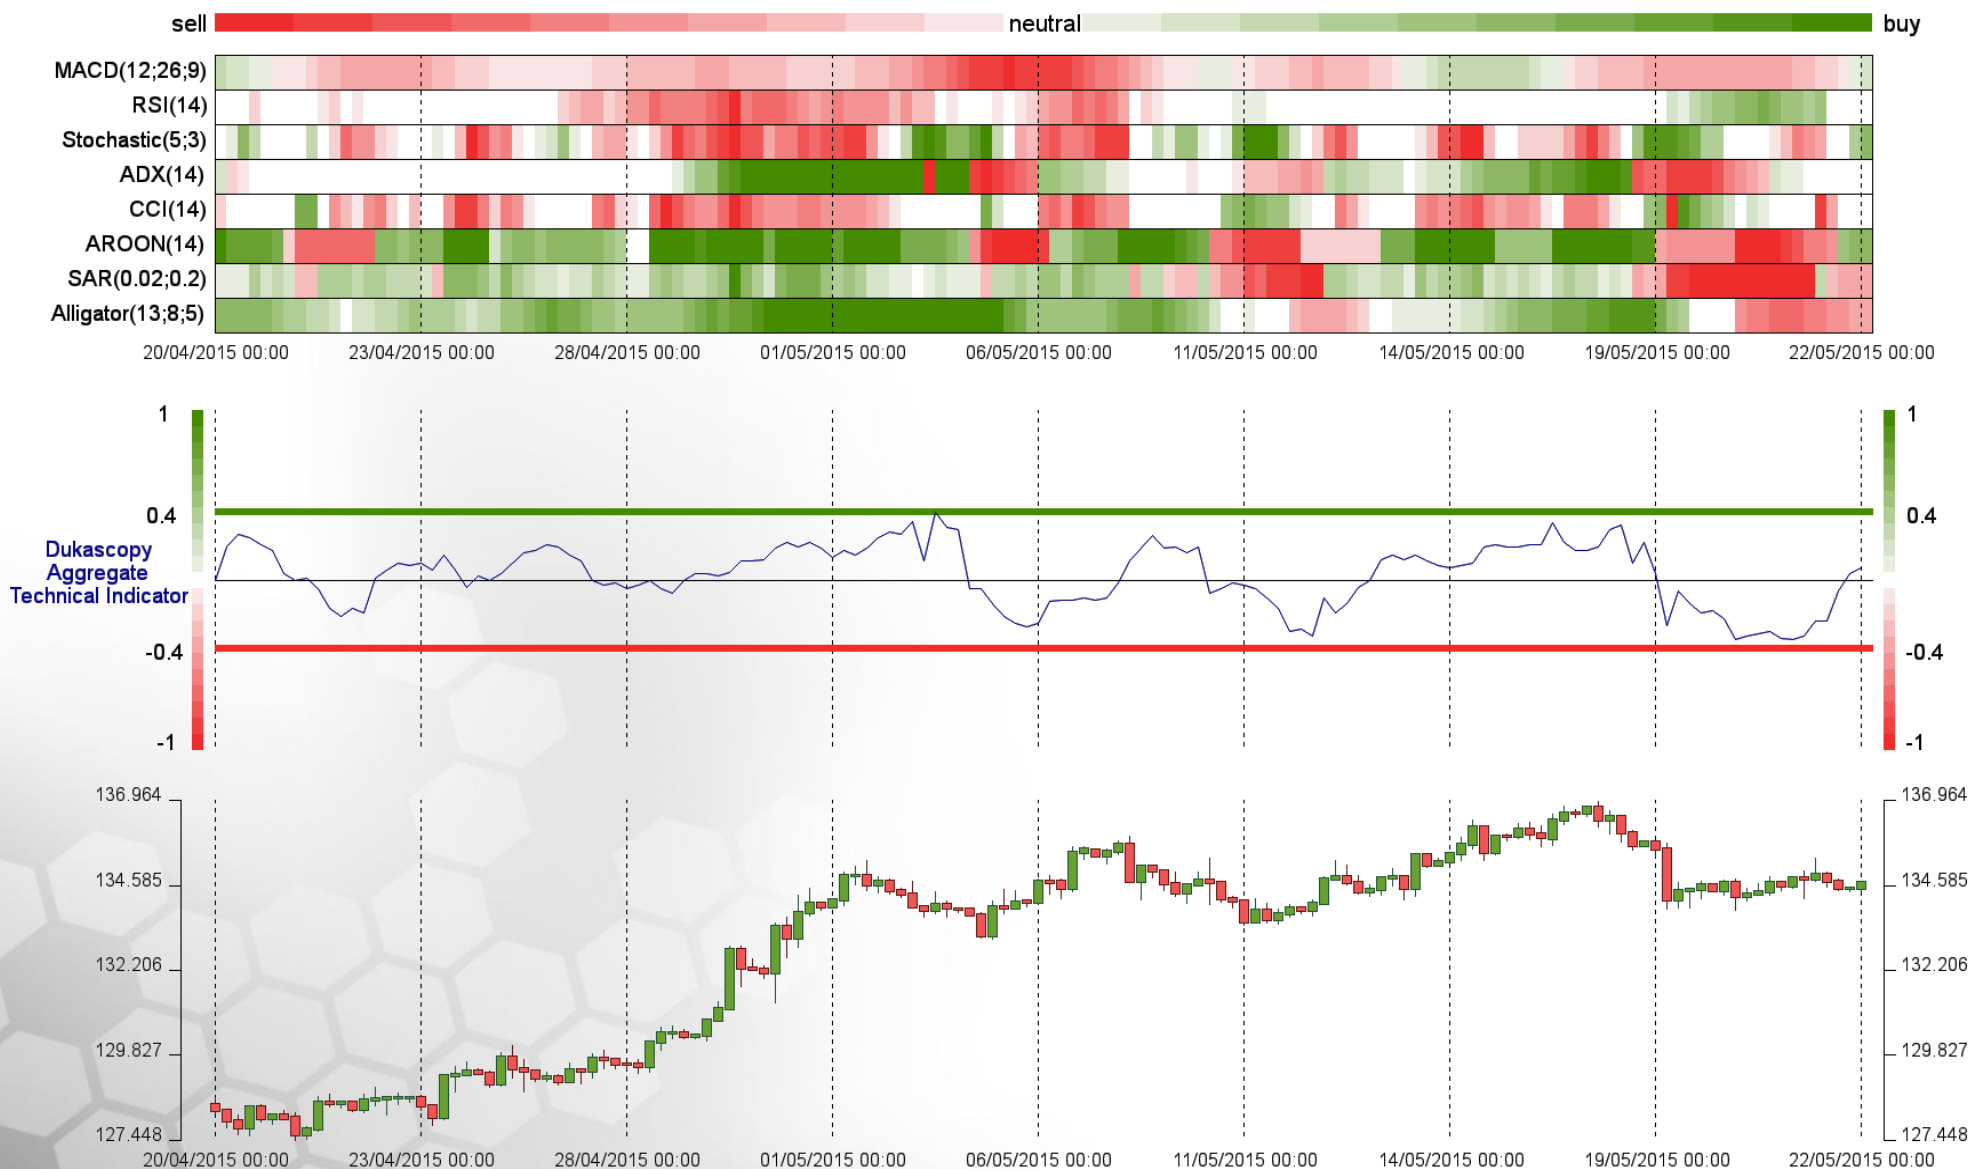 sell neutral buy
MACD(12;26;9)
RSI(14)
Stochastic(5;3)
ADX(14)
CCI(14)
AROON(14)
SAR(0.02;0.2)
Alligator(13;8;5)
20/04/2015 00:00 23/04/2015 00:00 28/04/2015 00:00 01/05/2015 00:00 06/05/2015 00:00 11/05/2015 00:00 14/05/2015 00:00 19/05/2015 00:00 22/05/2015 00:00
1 1
0.4 0.4
Dukascopy
Aggregate
Technical Indicator
-0.4 -0.4
-1 -1
136.964 136.964
134.585 134.585
132.206 132.206
129.827 129.827
127.448 127.448
20/04/2015 00:00 23/04/2015 00:00 28/04/2015 00:00 01/05/2015 00:00 06/05/2015 00:00 11/05/2015 00:00 14/05/2015 00:00 19/05/2015 00:00 22/05/2015 00:00